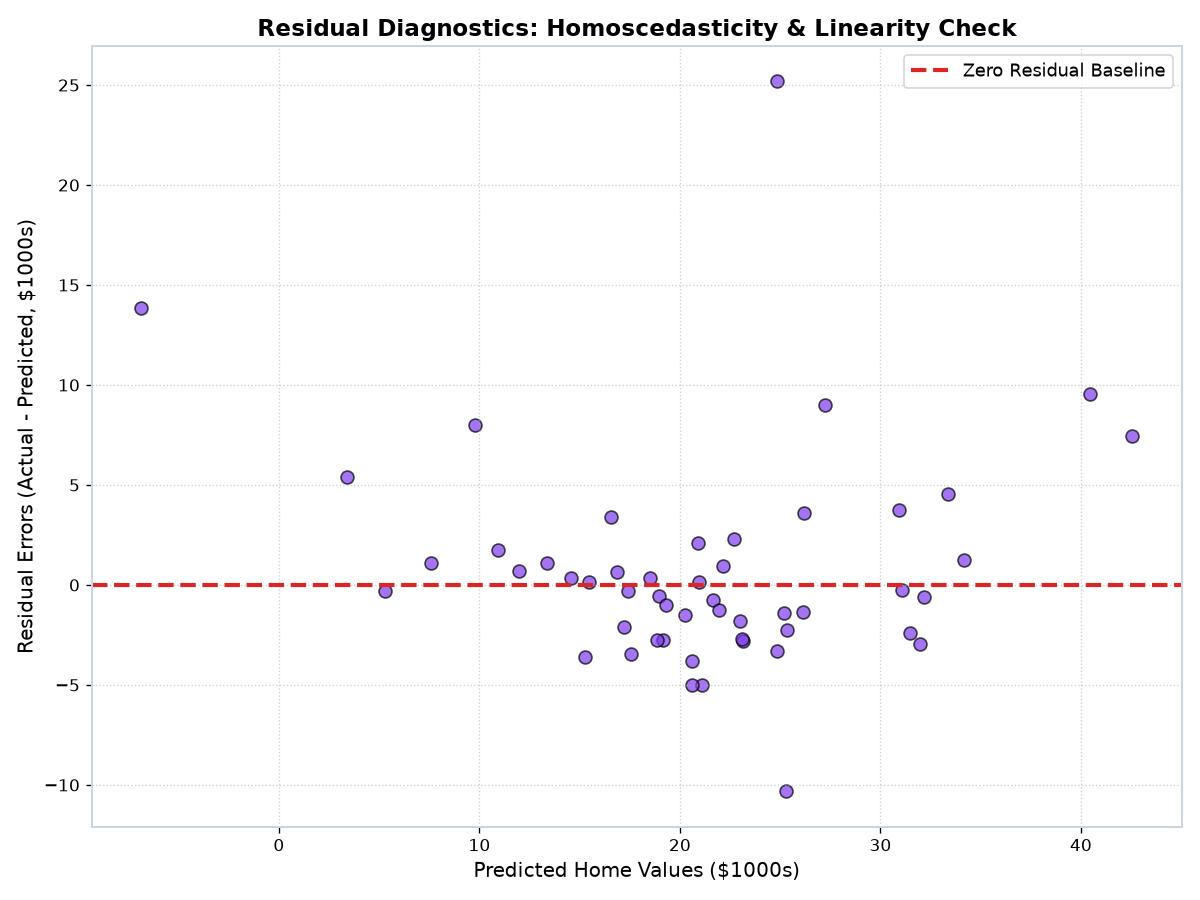 Residual Diagnostics: Homoscedasticity & Linearity Check
Zero Residual Baseline
Residual Errors (Actual - Predicted, $1000s)
25
20
15
10
5
0
−5
−10
0 10 20 30 40
Predicted Home Values ($1000s)